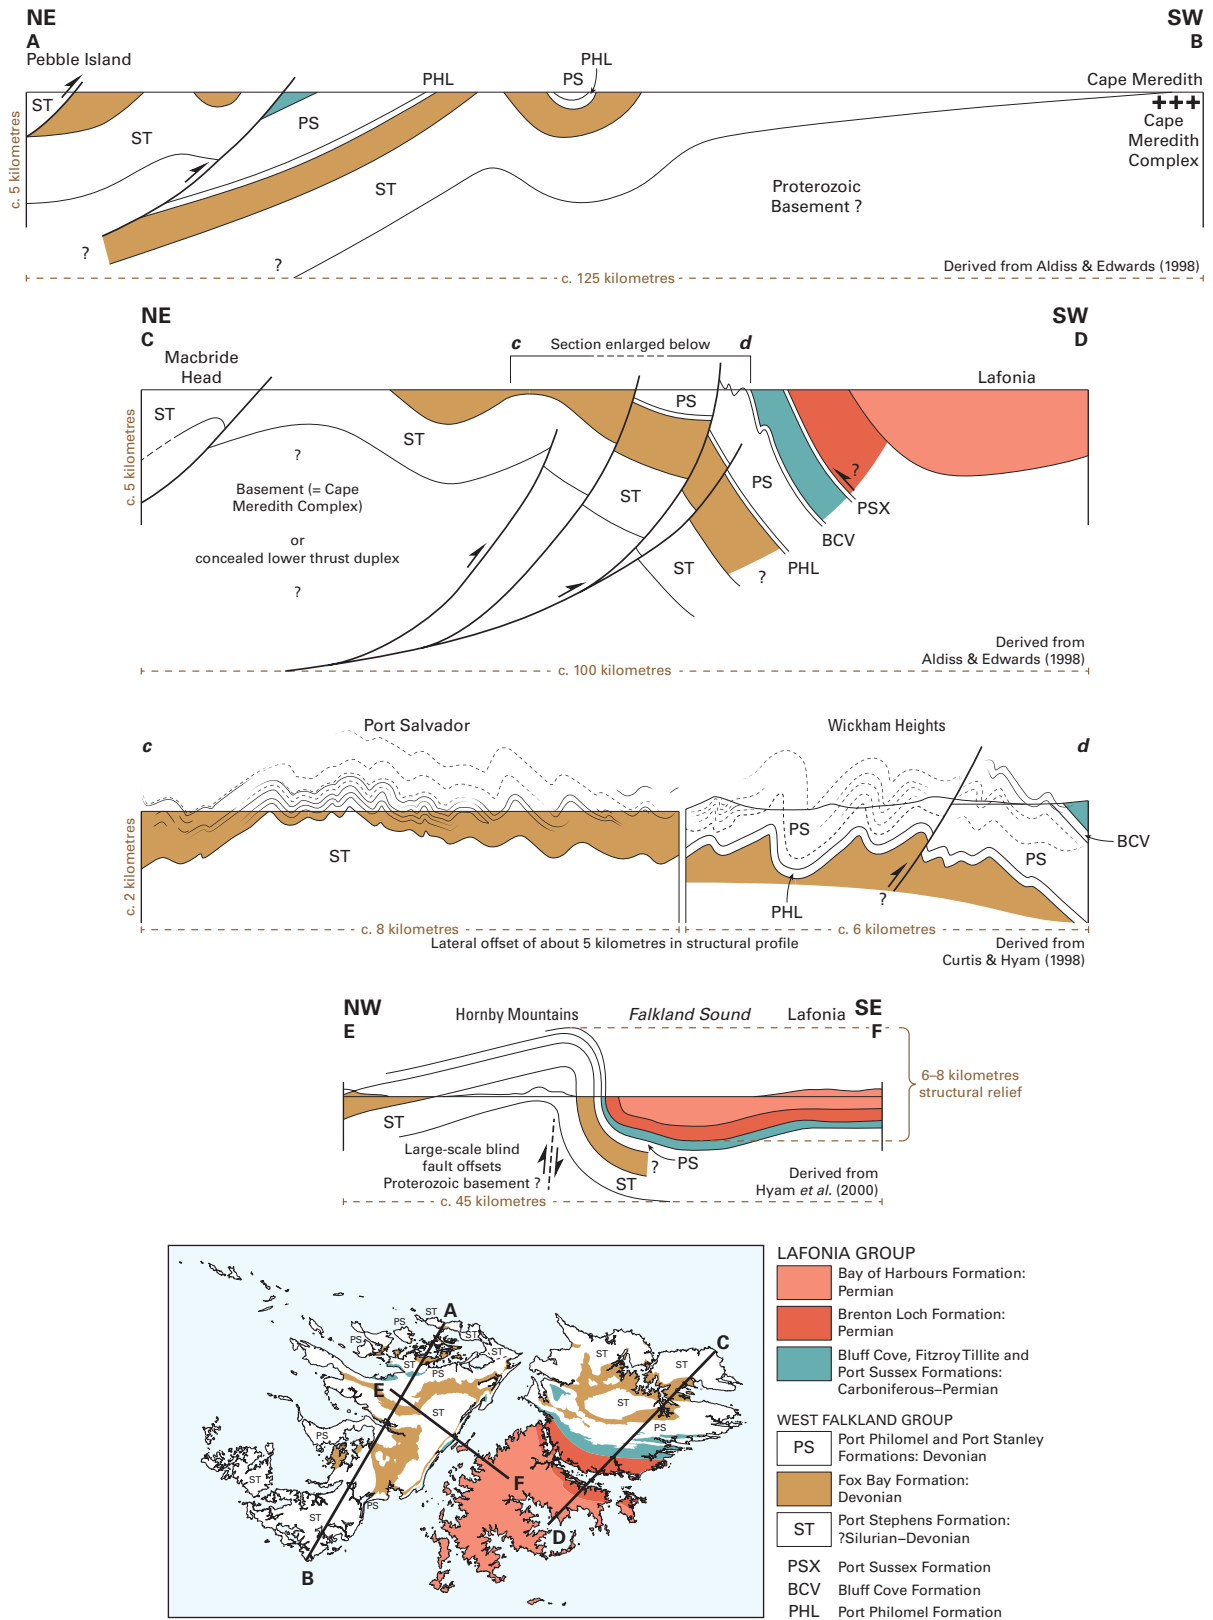 NE
A
Pebble Island
SW
B
Cape Meredith
PHL
PS
PHL
ST
ST
PS
ST
Cape
Meredith
Complex
Proterozoic
Basement ?
?
?
c. 5 kilometres
c. 125 kilometres
Derived from Aldiss & Edwards (1998)
NE
C
Macbride
Head
SW
D
Lafonia
c
Section enlarged below
d
ST
ST
PS
ST
PS
ST
?
PSX
BCV
PHL
?
?
Basement (= Cape
Meredith Complex)
or
concealed lower thrust duplex
?
c. 5 kilometres
c. 100 kilometres
Derived from
Aldiss & Edwards (1998)
Port Salvador
Wickham Heights
c
d
ST
PS
PS
BCV
PHL
?
c. 2 kilometres
c. 8 kilometres
c. 6 kilometres
Lateral offset of about 5 kilometres in structural profile
Derived from
Curtis & Hyam (1998)
NW
E
Hornby Mountains
Falkland Sound
Lafonia
SE
F
6–8 kilometres
structural relief
ST
Large-scale blind
fault offsets
Proterozoic basement ?
?
PS
ST
Derived from
Hyam et al. (2000)
c. 45 kilometres
A
B
C
D
E
F
ST
PS
ST
PS
ST
ST
PS
ST
PS
ST
ST
PS
ST
ST
ST
PS
LAFONIA GROUP
Bay of Harbours Formation:
Permian
Brenton Loch Formation:
Permian
Bluff Cove, Fitzroy Tillite and
Port Sussex Formations:
Carboniferous–Permian
WEST FALKLAND GROUP
PS
Port Philomel and Port Stanley
Formations: Devonian
Fox Bay Formation:
Devonian
ST
Port Stephens Formation:
?Silurian–Devonian
PSX Port Sussex Formation
BCV Bluff Cove Formation
PHL Port Philomel Formation